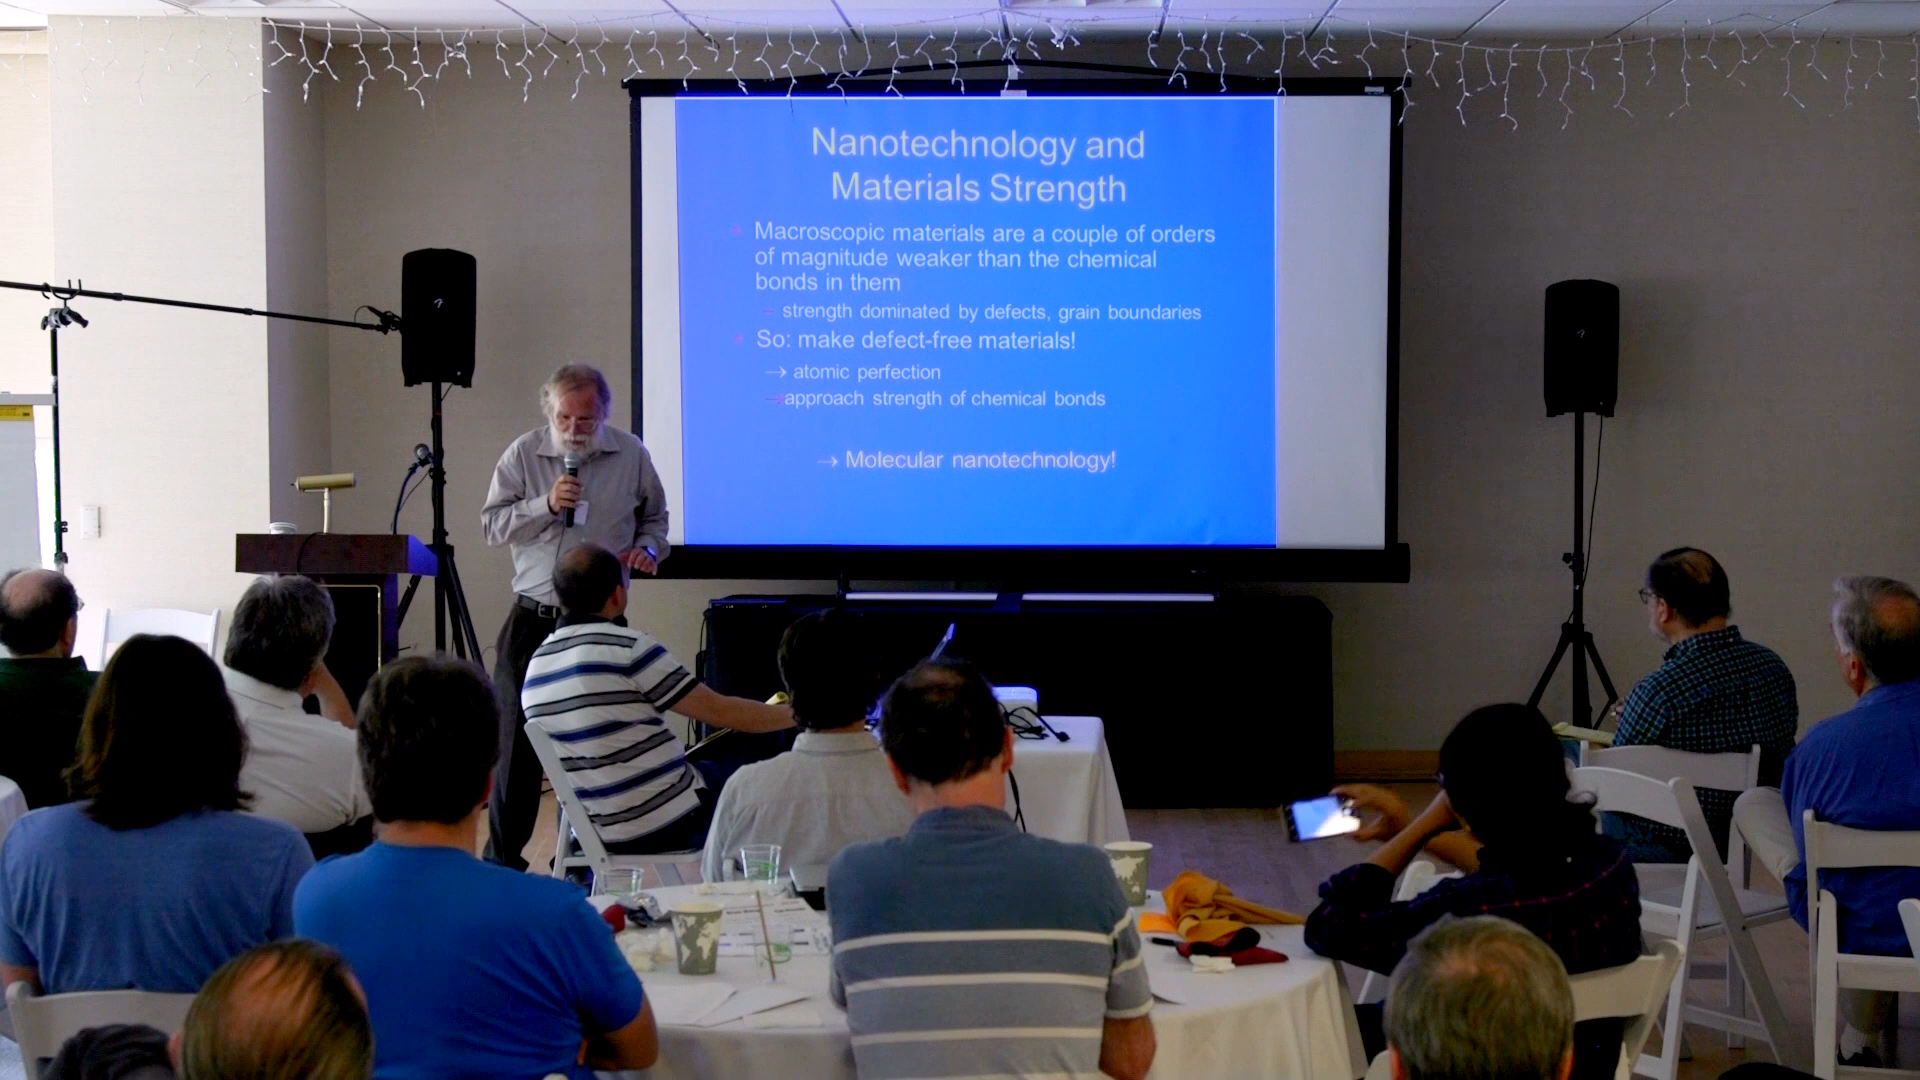 Nanotechnology and
Materials Strength
Macroscopic materials are a couple of orders
of magnitude weaker than the chemical
bonds in them
– strength dominated by defects, grain boundaries
So: make defect-free materials!
→ atomic perfection
→approach strength of chemical bonds
→ Molecular nanotechnology!